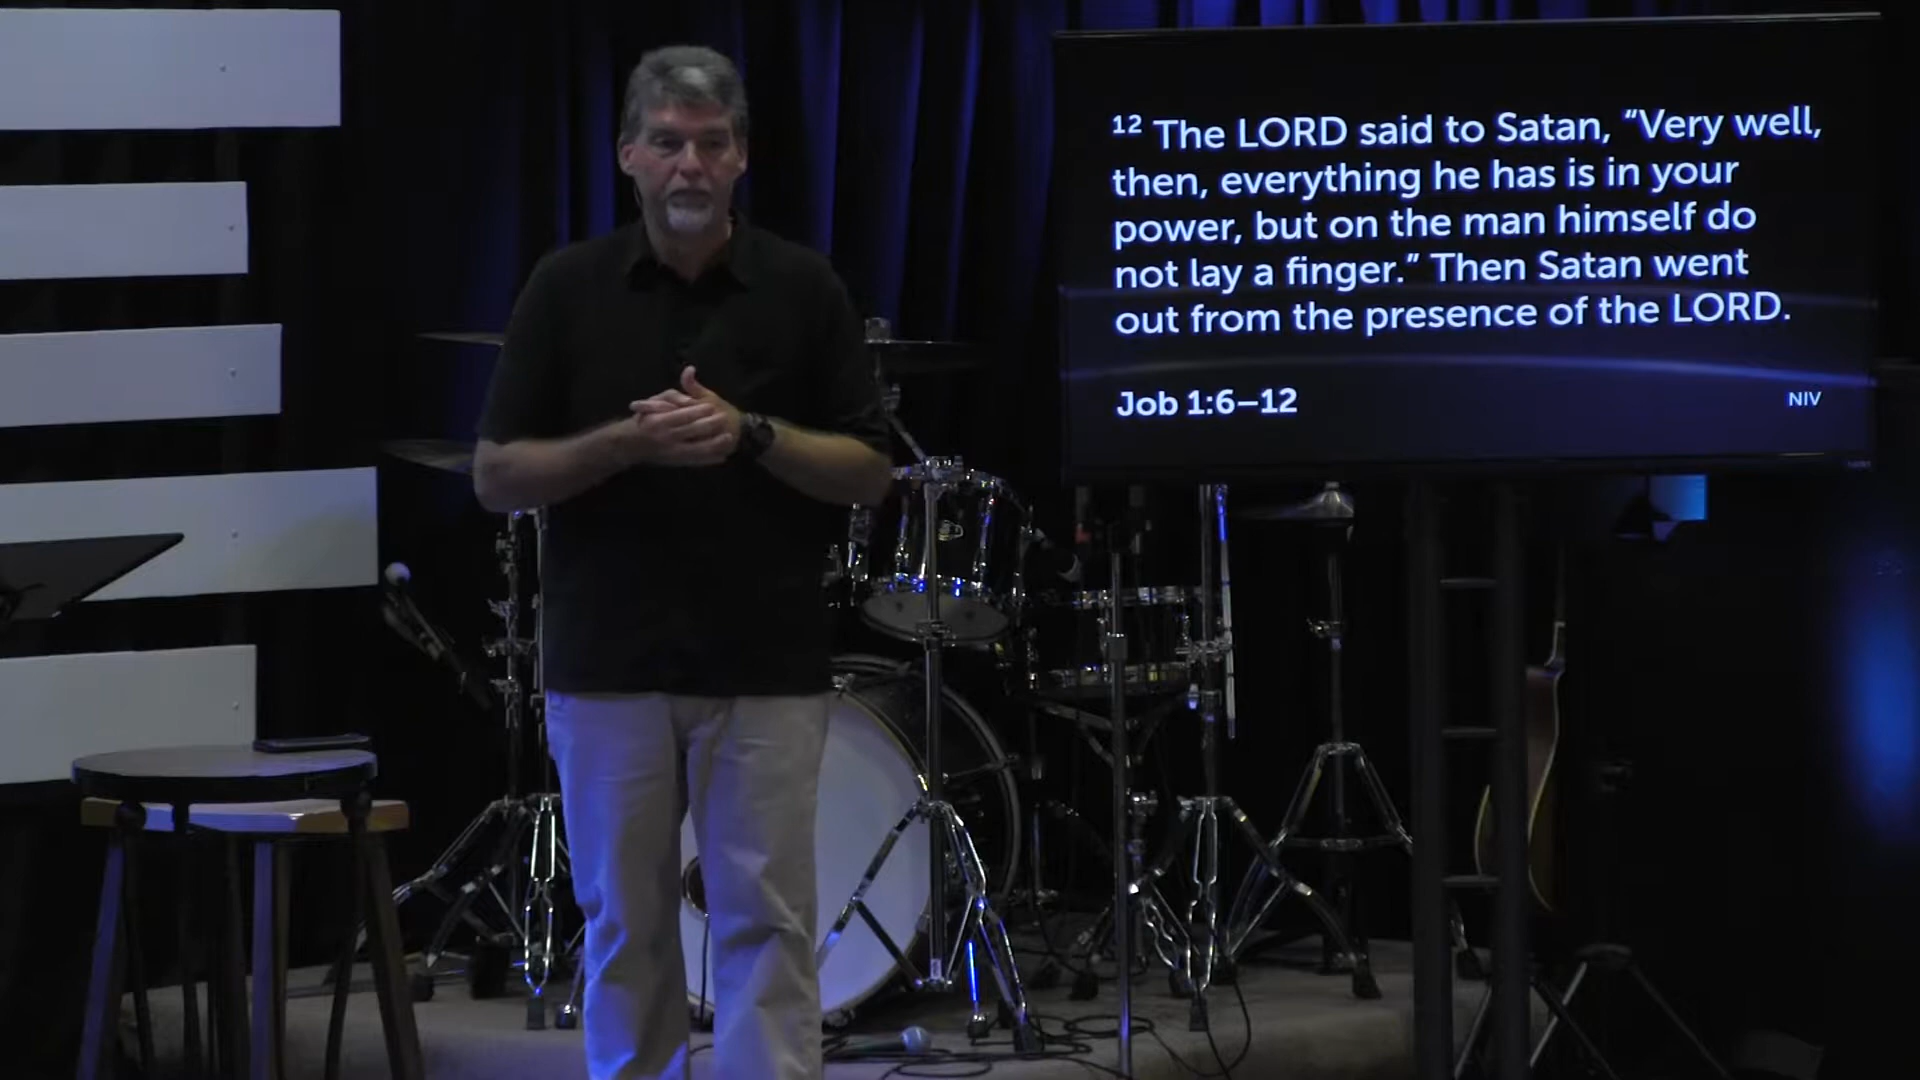 12 The LORD said to Satan, “Very well,
then, everything he has is in your
power, but on the man himself do
not lay a finger.” Then Satan went
out from the presence of the LORD.
Job 1:6–12
NIV